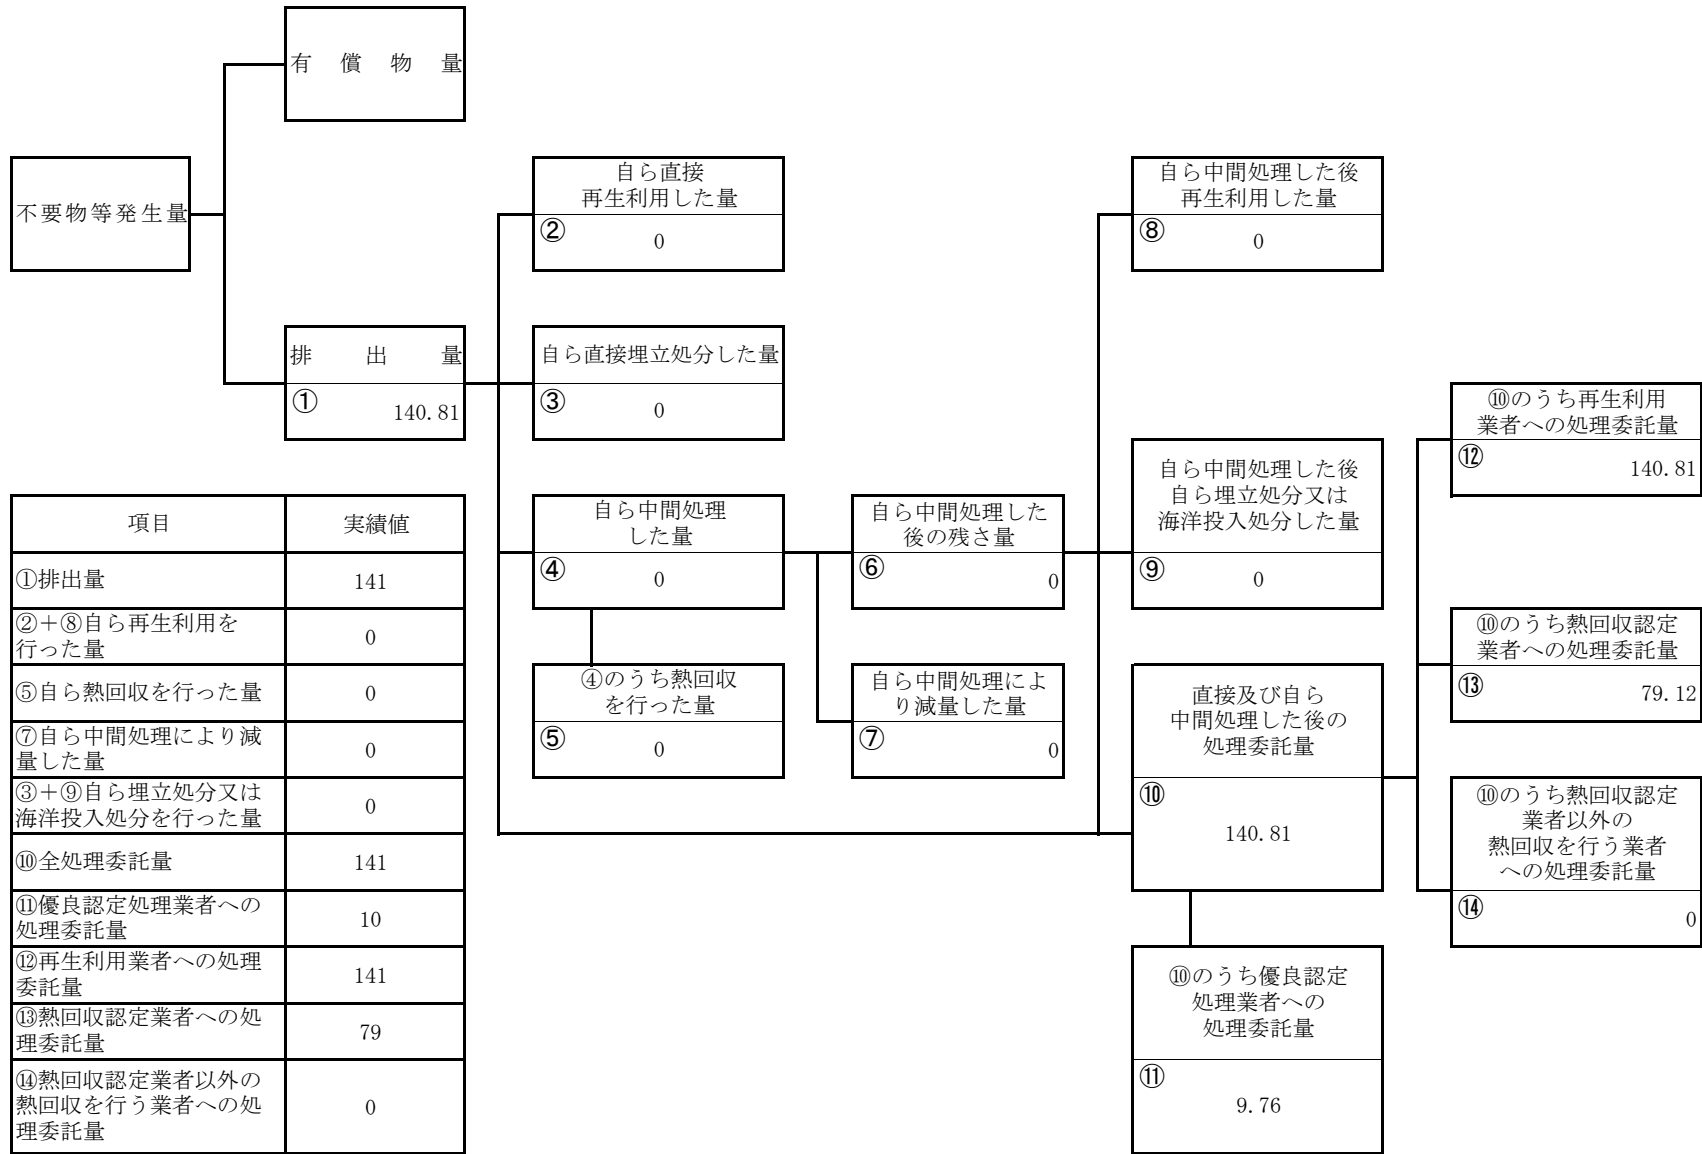 有償物量
不要物等発生量
排出量
①
140.81
自ら直接
再生利用した量
②
0
自ら直接埋立処分した量
③
0
自ら中間処理
した量
④
0
④のうち熱回収
を行った量
⑤
0
自ら中間処理した
後の残さ量
⑥
0
自ら中間処理によ
り減量した量
⑦
0
自ら中間処理した後
再生利用した量
⑧
0
自ら中間処理した後
自ら埋立処分又は
海洋投入処分した量
⑨
0
直接及び自ら
中間処理した後の
処理委託量
⑩
140.81
⑩のうち優良認定
処理業者への
処理委託量
⑪
9.76
⑩のうち再生利用
業者への処理委託量
⑫
140.81
⑩のうち熱回収認定
業者への処理委託量
⑬
79.12
⑩のうち熱回収認定
業者以外の
熱回収を行う業者
への処理委託量
⑭
0
項目 実績値
①排出量 141
②＋⑧自ら再生利用を
行った量 0
⑤自ら熱回収を行った量 0
⑦自ら中間処理により減
量した量 0
③＋⑨自ら埋立処分又は
海洋投入処分を行った量 0
⑩全処理委託量 141
⑪優良認定処理業者への
処理委託量 10
⑫再生利用業者への処理
委託量 141
⑬熱回収認定業者への処
理委託量 79
⑭熱回収認定業者以外の
熱回収を行う業者への処
理委託量 0